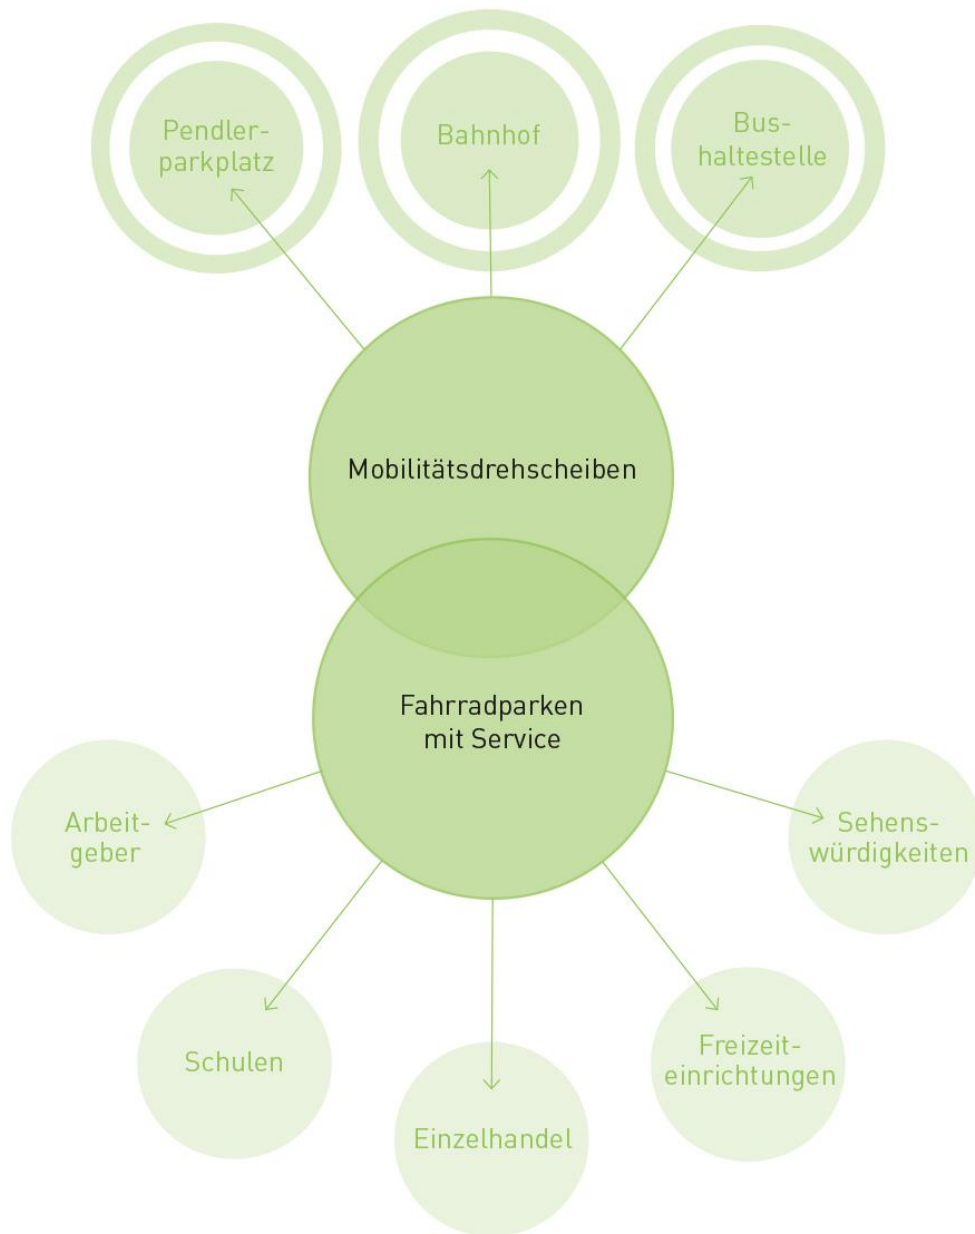 Pendler-
parkplatz
Bahnhof
Bus-
haltestelle
Mobilitätsdrehscheiben
Fahrradparken
mit Service
Arbeit-
geber
Sehens-
würdigkeiten
Schulen
Freizeit-
einrichtungen
Einzelhandel